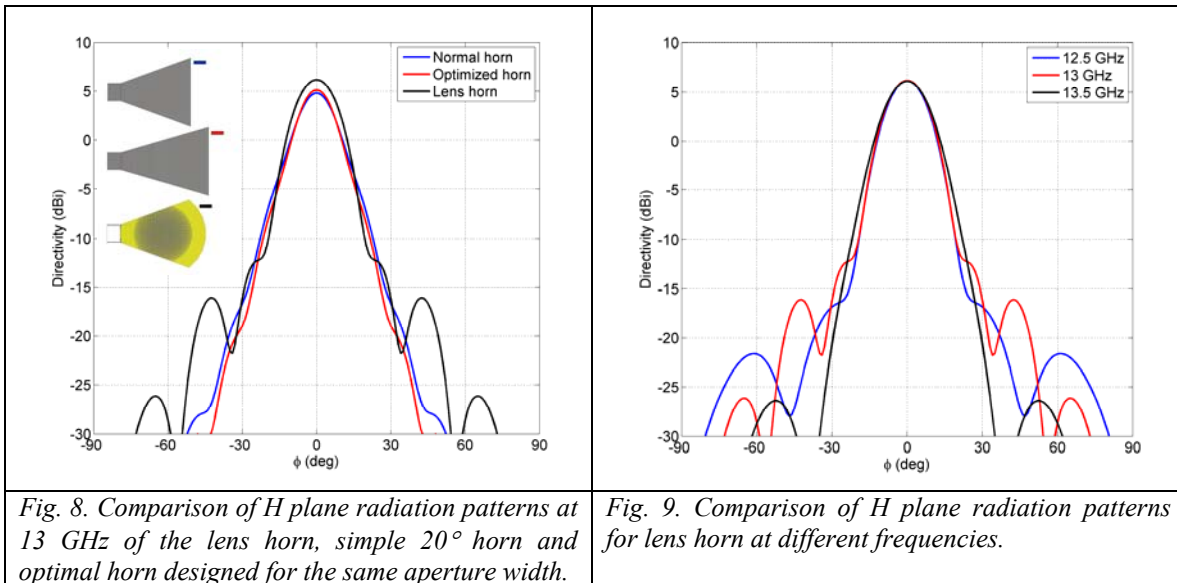 Normal horn
Optimized horn
Lens horn
10
5
0
-5
-10
-15
-20
-25
-30
Directivity (dBi)
-90
-60
-30
0
30
60
90
ϕ (deg)
12.5 GHz
13 GHz
13.5 GHz
10
5
0
-5
-10
-15
-20
-25
-30
Directivity (dBi)
-90
-60
-30
0
30
60
90
ϕ (deg)
Fig. 8. Comparison of H plane radiation patterns at
13 GHz of the lens horn, simple 20° horn and
optimal horn designed for the same aperture width.
Fig. 9. Comparison of H plane radiation patterns
for lens horn at different frequencies.